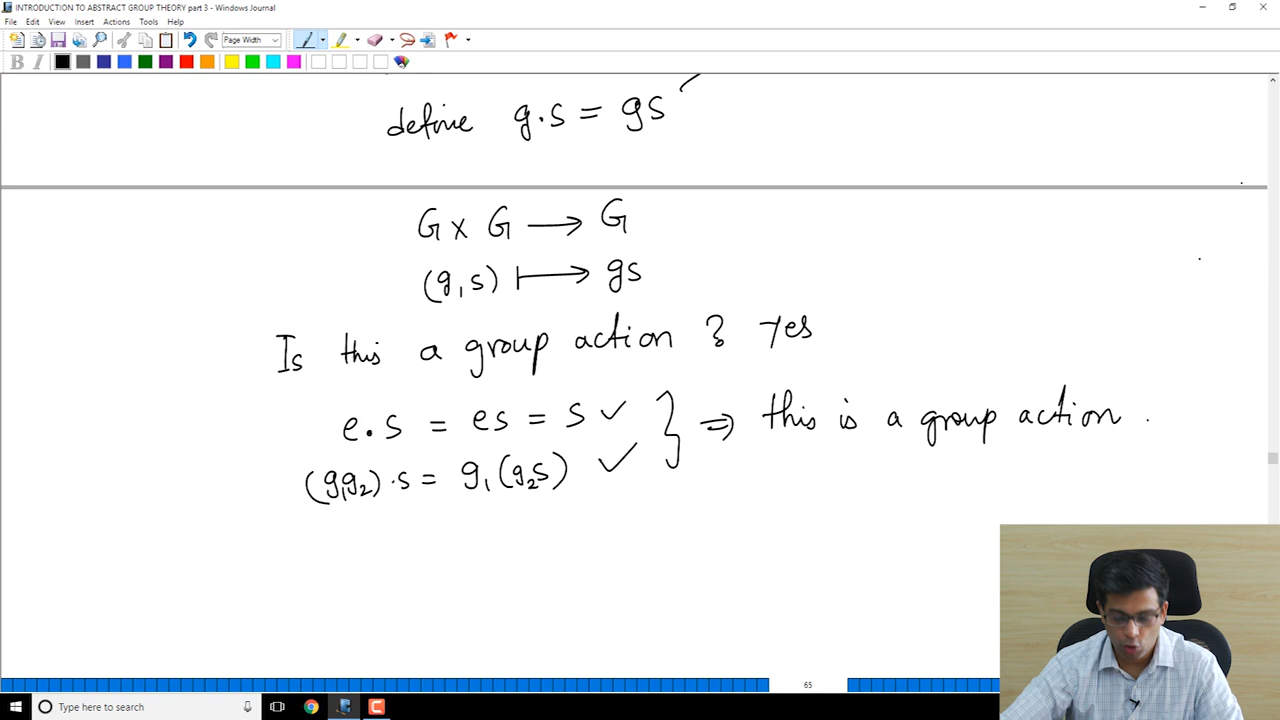 INTRODUCTION TO ABSTRACT GROUP THEORY part 3 - Windows Journal
File Edit View Insert Actions Tools Help
Page Width
B I
define g.s = gs
G x G ⟶ G
(g,s) ⟼ gs
Is this a group action ? Yes
e.s = es = s ✓
(g₁g₂).s = g₁(g₂s) ✓ } ⇒ this is a group action .
65
Type here to search